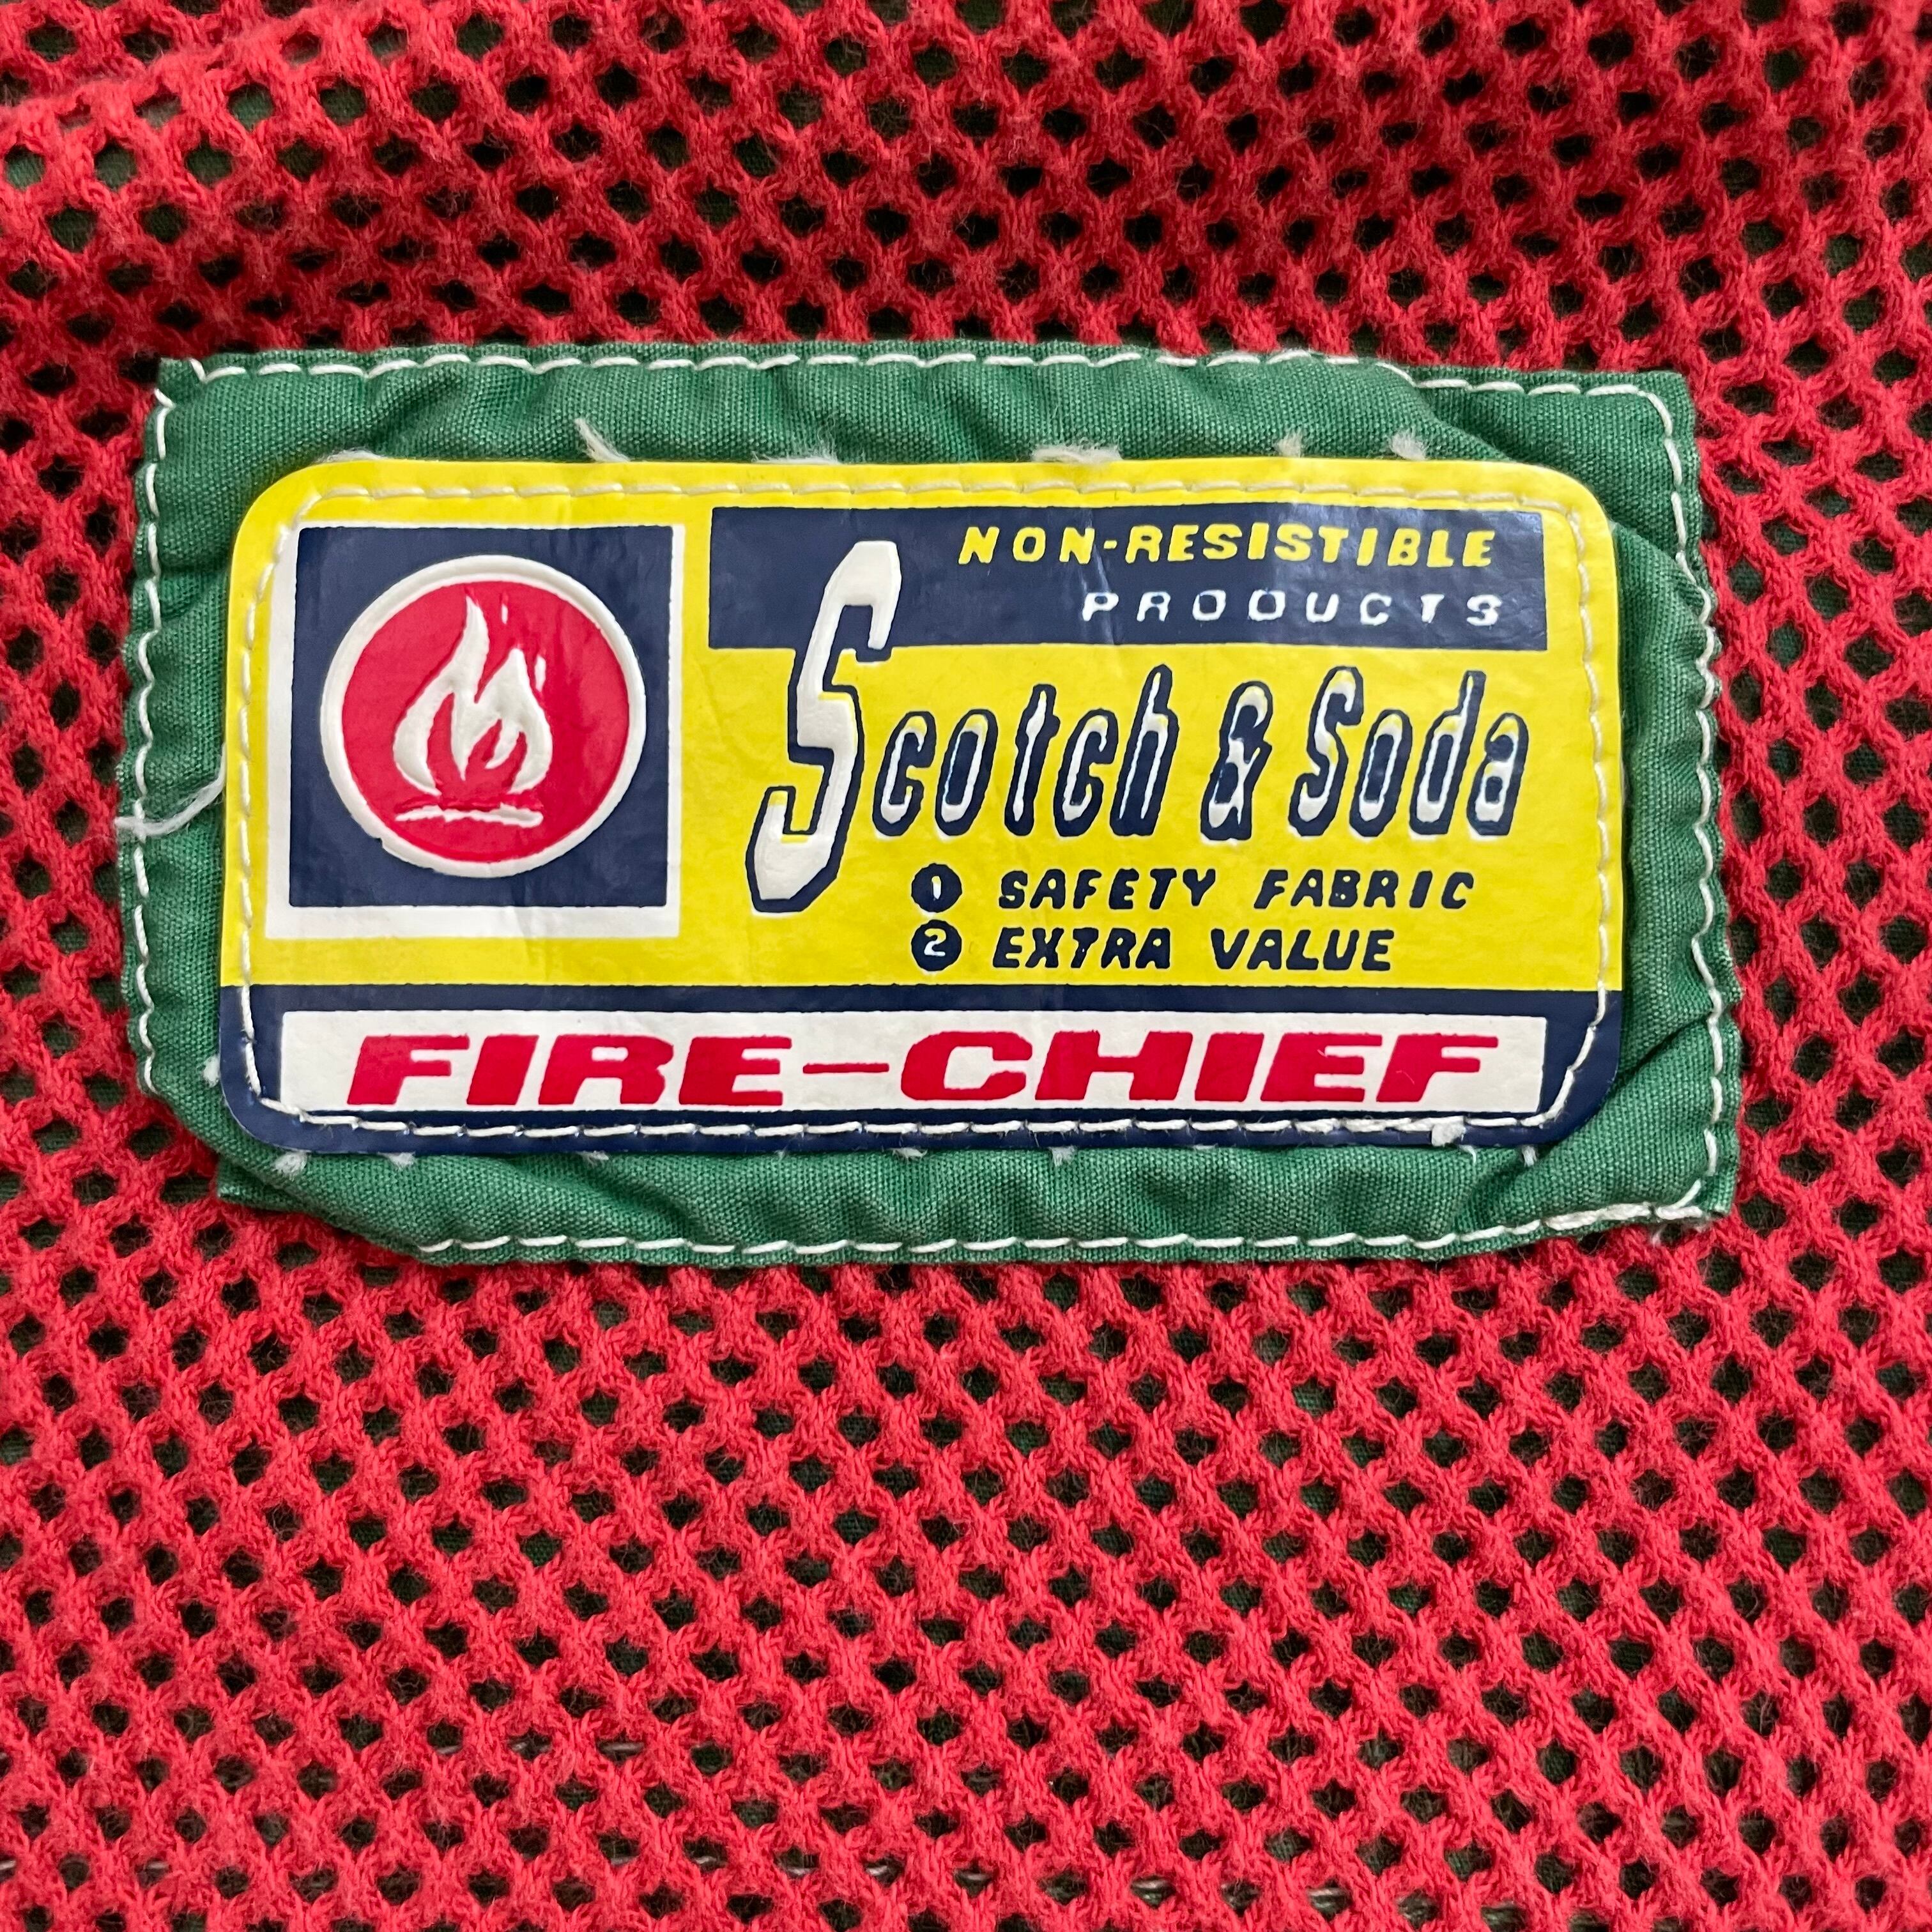 NON-RESISTIBLE
PRODUCTS
Scotch & Soda
1 SAFETY FABRIC
2 EXTRA VALUE
FIRE-CHIEF